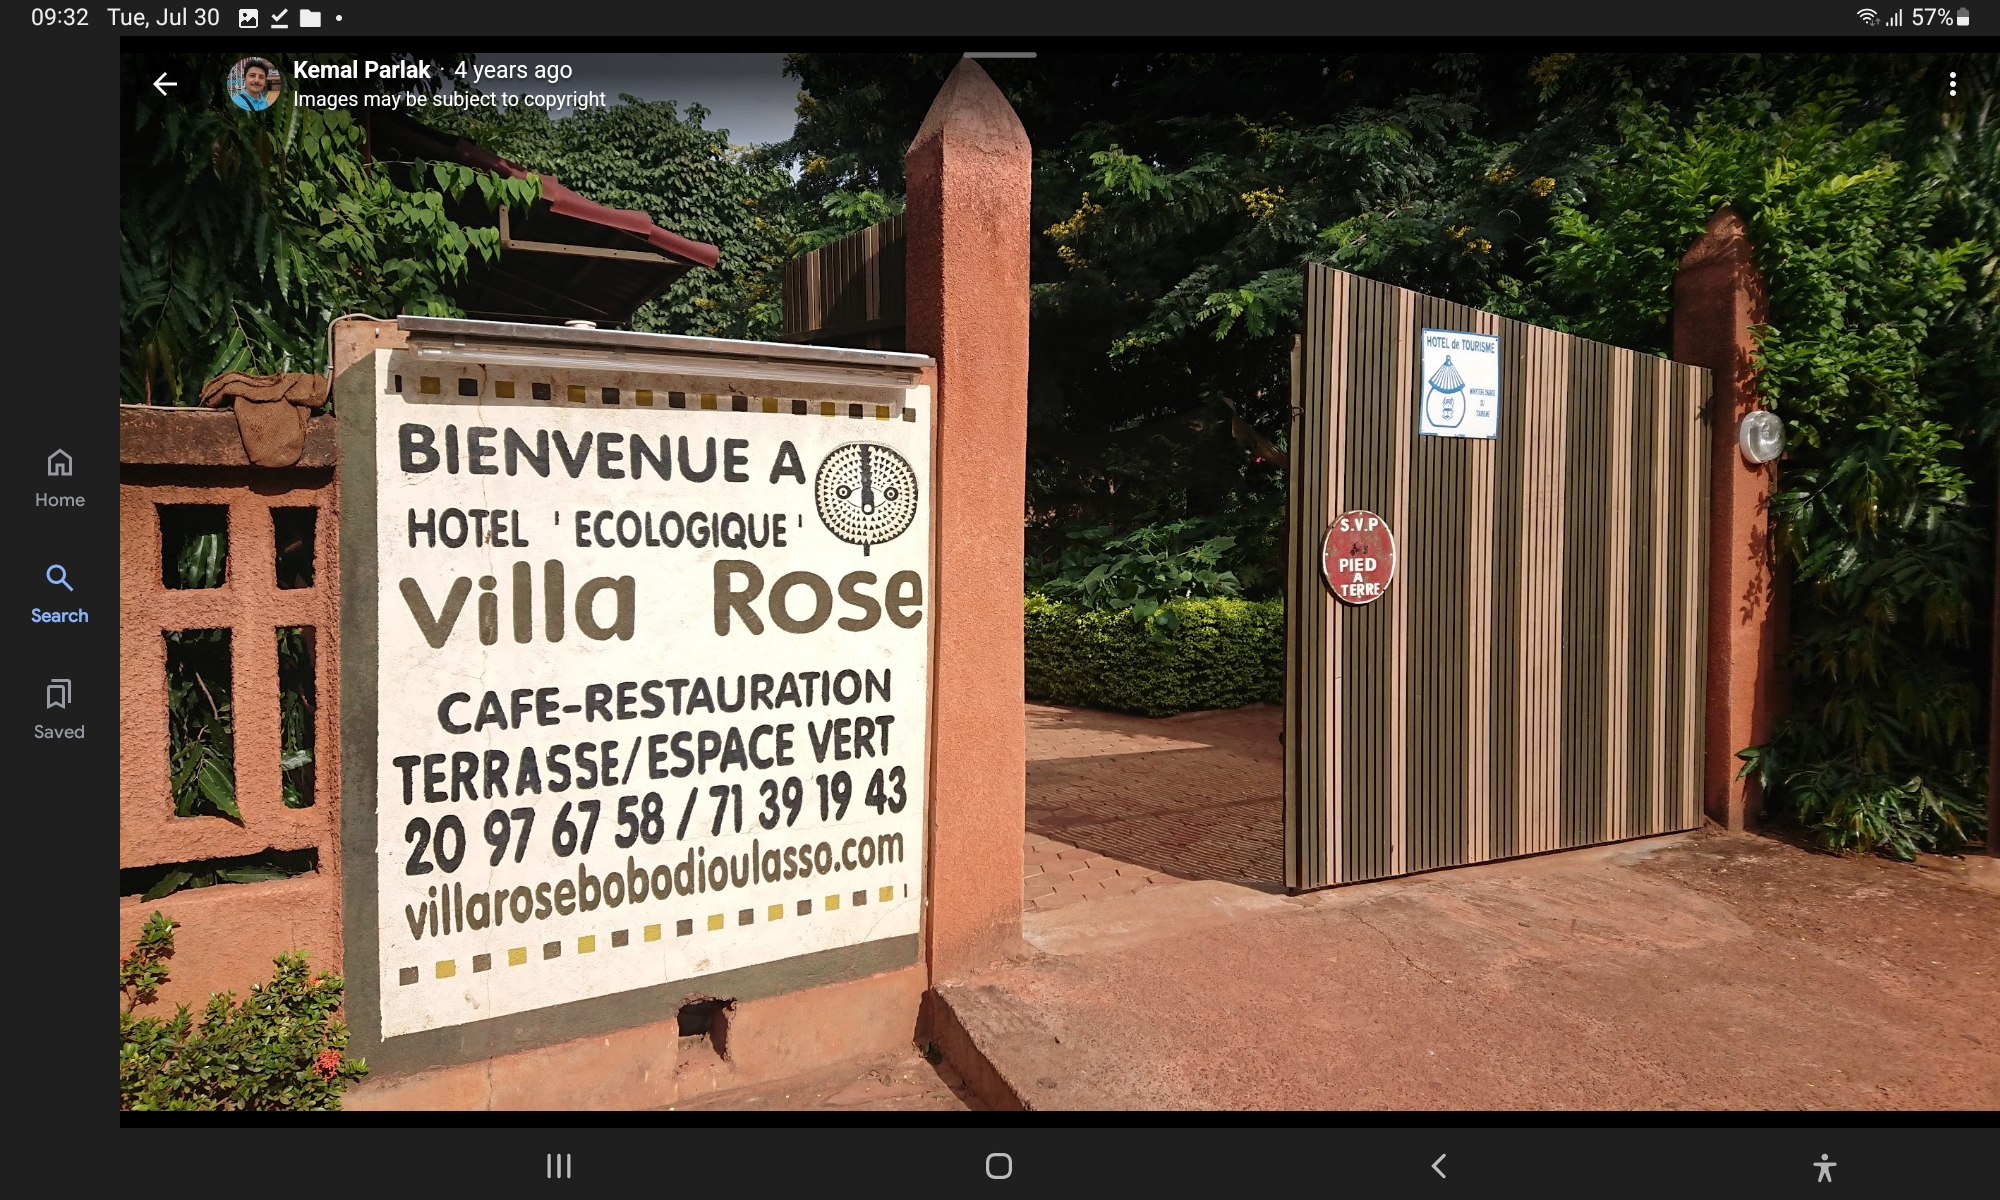 09:32 Tue, Jul 30
57%
Kemal Parlak · 4 years ago
Images may be subject to copyright
Home
Search
Saved
BIENVENUE A
HOTEL ' ECOLOGIQUE '
Villa Rose
CAFE-RESTAURATION
TERRASSE/ESPACE VERT
20 97 67 58 / 71 39 19 43
villarosebobodioulasso.com
HOTEL de TOURISME
DU
TOURISME
S.V.P
PIED
A
TERRE